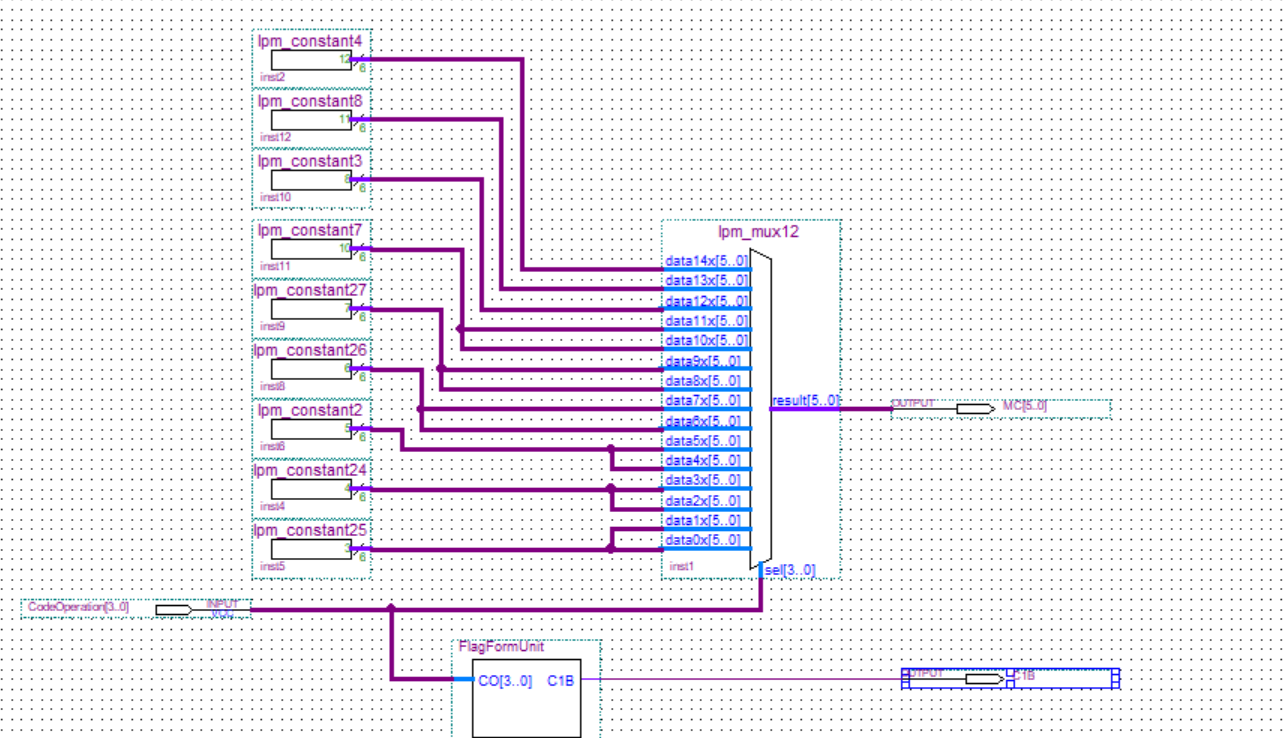 lpm_constant4
12
6
inst2
lpm_constant8
11
6
inst12
lpm_constant3
8
6
inst10
lpm_constant7
10
6
inst11
lpm_constant27
7
6
inst9
lpm_constant26
6
6
inst8
lpm_constant2
5
6
inst6
lpm_constant24
4
6
inst4
lpm_constant25
3
6
inst5
lpm_mux12
data14x[5..0]
data13x[5..0]
data12x[5..0]
data11x[5..0]
data10x[5..0]
data9x[5..0]
data8x[5..0]
data7x[5..0]
data6x[5..0]
data5x[5..0]
data4x[5..0]
data3x[5..0]
data2x[5..0]
data1x[5..0]
data0x[5..0]
result[5..0]
inst1
sel[3..0]
OUTPUT
MC[5..0]
CodeOperation[3..0]
INPUT
VCC
FlagFormUnit
CO[3..0] C1B
OUTPUT
C1B